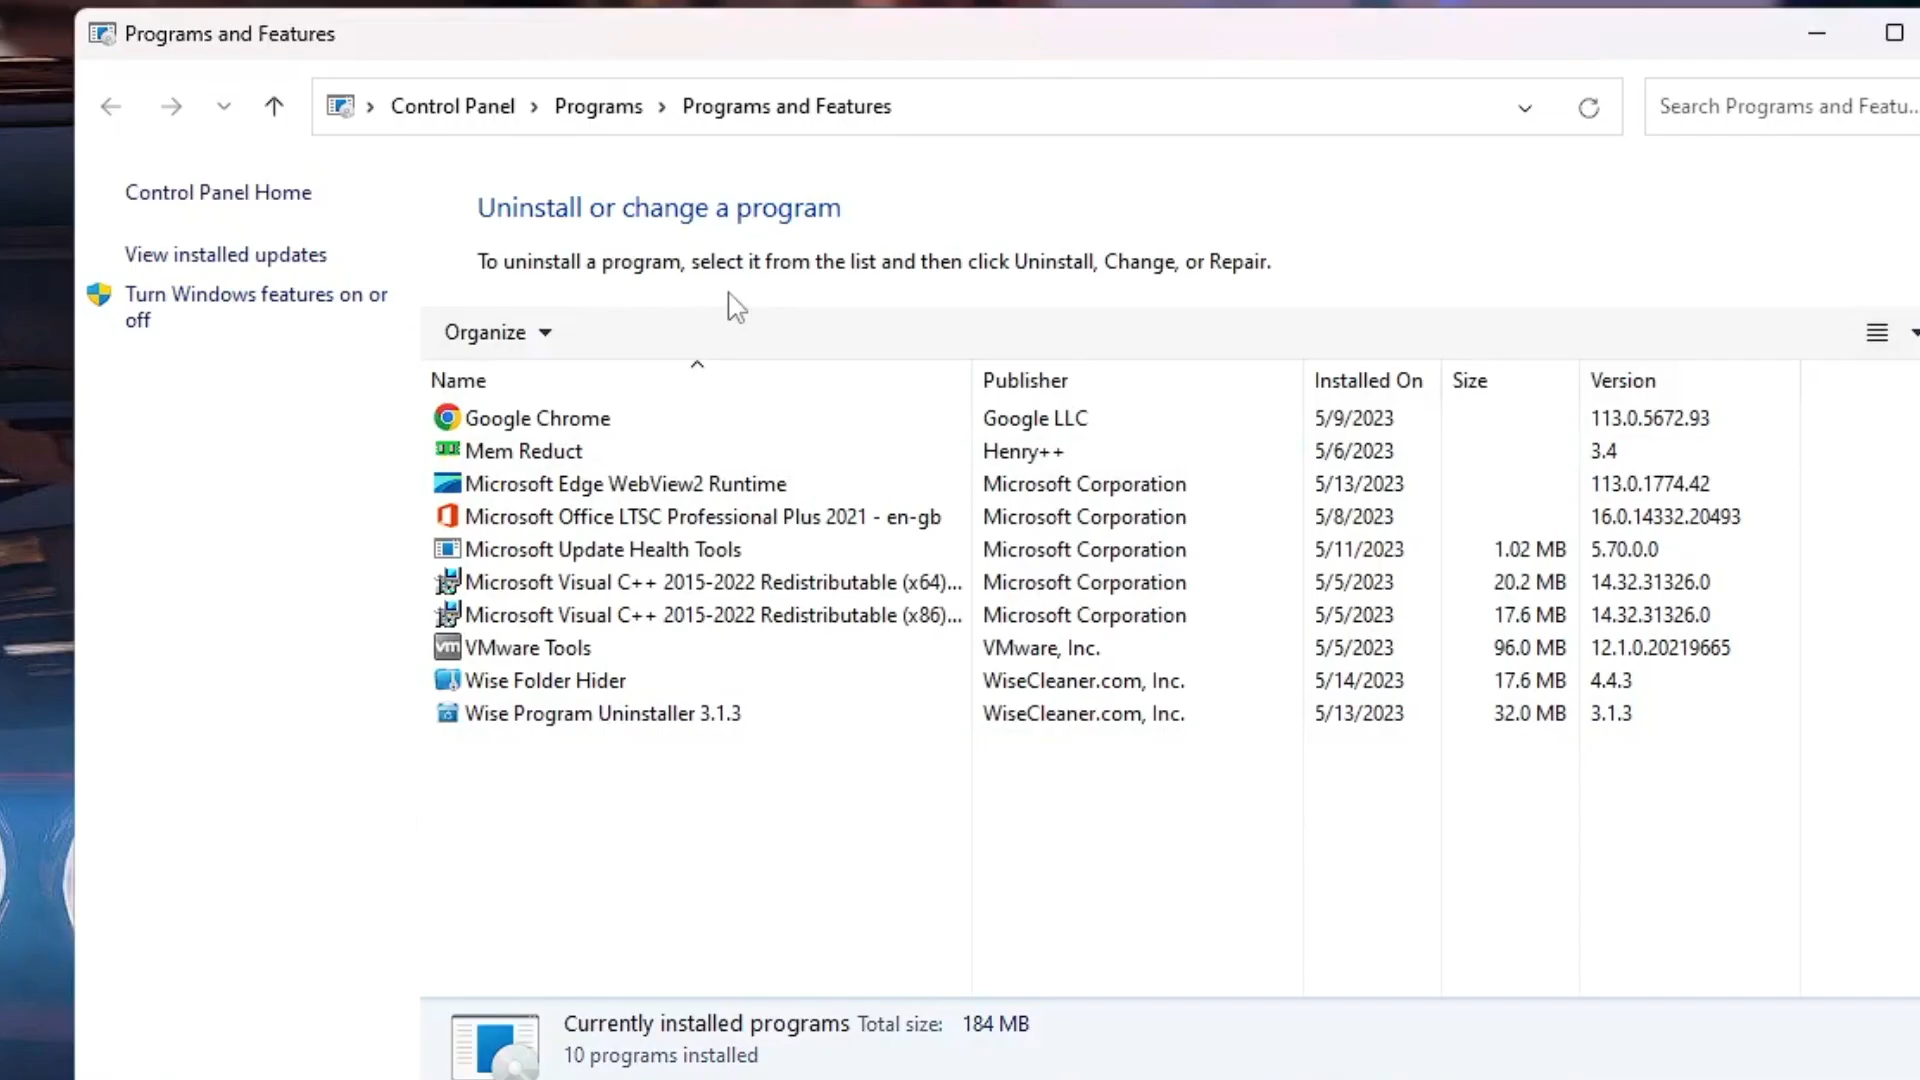 Programs and Features
Control Panel > Programs > Programs and Features
Search Programs and Featu...
Control Panel Home
View installed updates
Turn Windows features on or
off
Uninstall or change a program
To uninstall a program, select it from the list and then click Uninstall, Change, or Repair.
Organize
Name Publisher Installed On Size Version
Google Chrome Google LLC 5/9/2023 113.0.5672.93
Mem Reduct Henry++ 5/6/2023 3.4
Microsoft Edge WebView2 Runtime Microsoft Corporation 5/13/2023 113.0.1774.42
Microsoft Office LTSC Professional Plus 2021 - en-gb Microsoft Corporation 5/8/2023 16.0.14332.20493
Microsoft Update Health Tools Microsoft Corporation 5/11/2023 1.02 MB 5.70.0.0
Microsoft Visual C++ 2015-2022 Redistributable (x64)... Microsoft Corporation 5/5/2023 20.2 MB 14.32.31326.0
Microsoft Visual C++ 2015-2022 Redistributable (x86)... Microsoft Corporation 5/5/2023 17.6 MB 14.32.31326.0
vm VMware Tools VMware, Inc. 5/5/2023 96.0 MB 12.1.0.20219665
Wise Folder Hider WiseCleaner.com, Inc. 5/14/2023 17.6 MB 4.4.3
Wise Program Uninstaller 3.1.3 WiseCleaner.com, Inc. 5/13/2023 32.0 MB 3.1.3
Currently installed programs Total size: 184 MB
10 programs installed